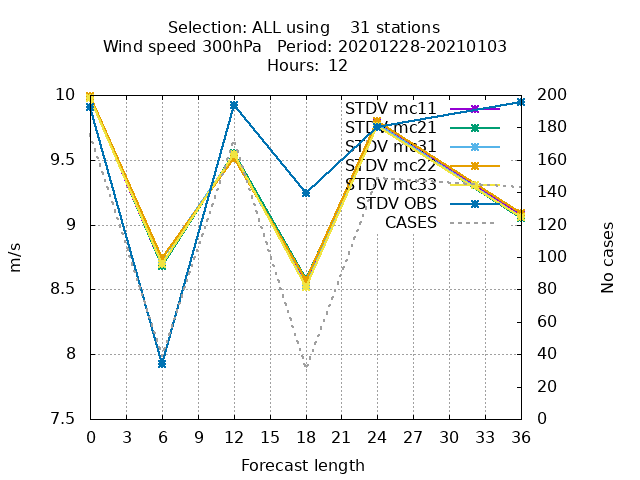 Selection: ALL using    31 stations
Wind speed 300hPa   Period: 20201228-20210103
Hours: 12
STDV mc11
STDV mc21
STDV mc31
STDV mc22
STDV mc33
STDV OBS
CASES
10
9.5
9
8.5
8
7.5
m/s
200
180
160
140
120
100
80
60
40
20
0
No cases
0 3 6 9 12 15 18 21 24 27 30 33 36
Forecast length